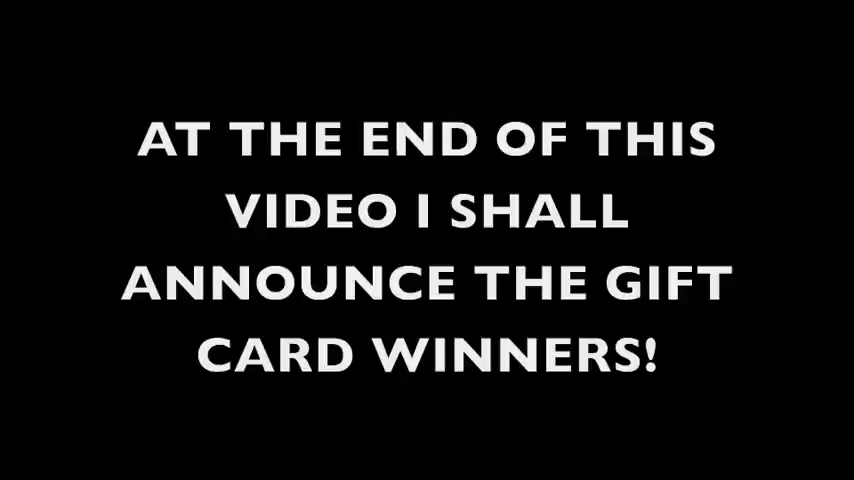 AT THE END OF THIS
VIDEO I SHALL
ANNOUNCE THE GIFT
CARD WINNERS!